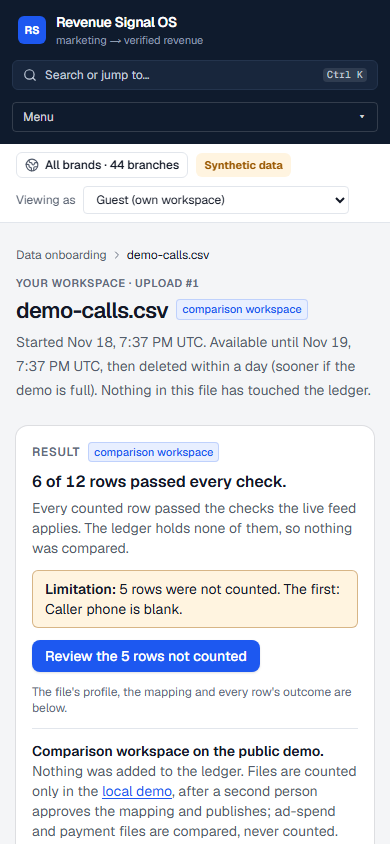 RS
Revenue Signal OS
marketing → verified revenue
Search or jump to…
Ctrl K
Menu
All brands · 44 branches
Synthetic data
Viewing as
Guest (own workspace)
Data onboarding > demo-calls.csv
YOUR WORKSPACE · UPLOAD #1
demo-calls.csv
comparison workspace
Started Nov 18, 7:37 PM UTC. Available until Nov 19,
7:37 PM UTC, then deleted within a day (sooner if the
demo is full). Nothing in this file has touched the ledger.
RESULT
comparison workspace
6 of 12 rows passed every check.
Every counted row passed the checks the live feed
applies. The ledger holds none of them, so nothing
was compared.
Limitation: 5 rows were not counted. The first:
Caller phone is blank.
Review the 5 rows not counted
The file's profile, the mapping and every row's outcome are
below.
Comparison workspace on the public demo.
Nothing was added to the ledger. Files are counted
only in the local demo, after a second person
approves the mapping and publishes; ad-spend
and payment files are compared, never counted.